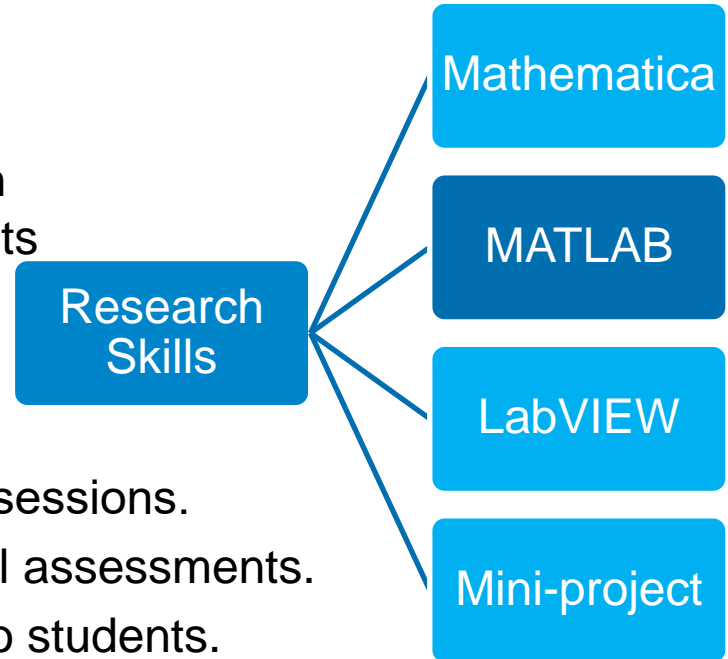 Mathematica
ts
MATLAB
Research
Skills
LabVIEW
sessions.
assessments.
Mini-project
students.